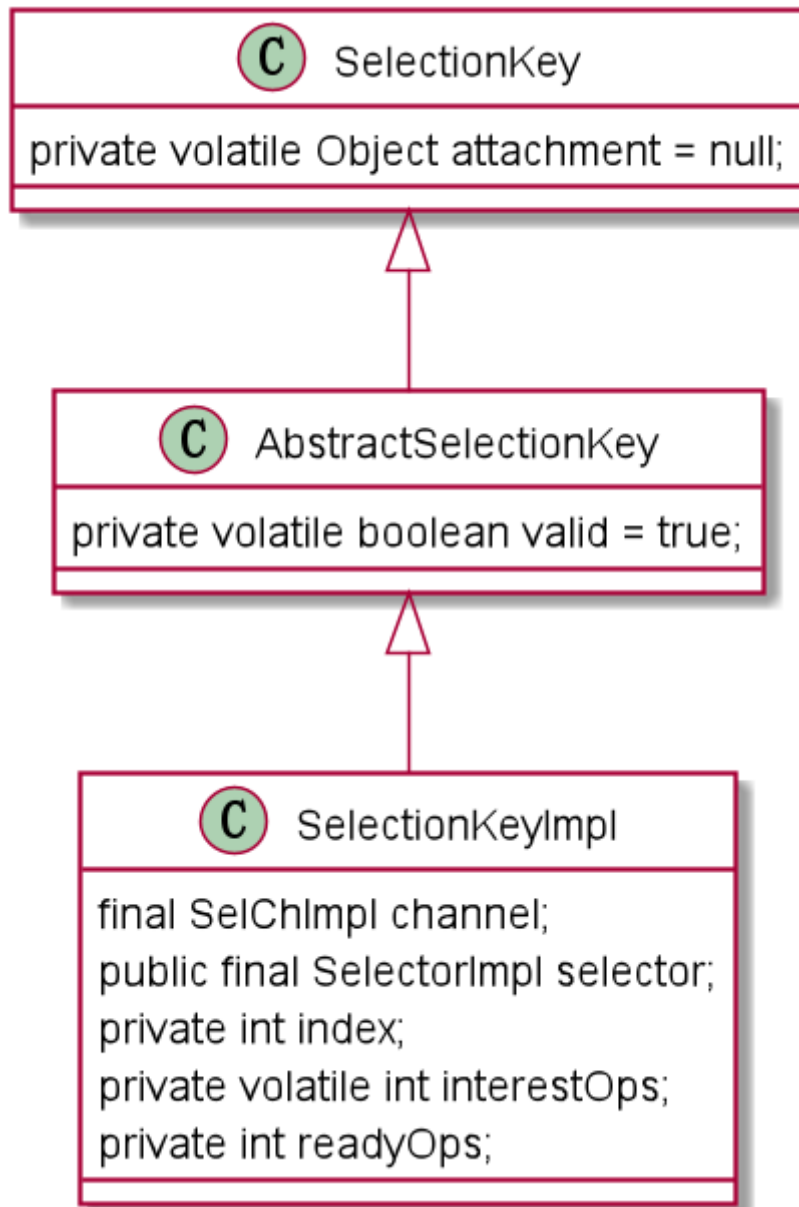 C SelectionKey
private volatile Object attachment = null;
C AbstractSelectionKey
private volatile boolean valid = true;
C SelectionKeyImpl
final SelChImpl channel;
public final SelectorImpl selector;
private int index;
private volatile int interestOps;
private int readyOps;